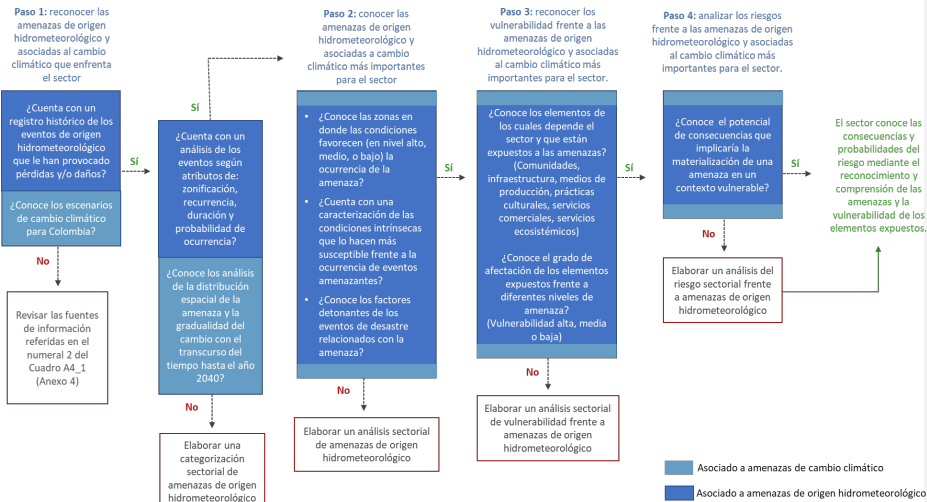 Paso 1: reconocer las
amenazas de origen
hidrometeorológico y
asociadas al cambio
climático que enfrenta
el sector
¿Cuenta con un
registro histórico de los
eventos de origen
hidrometeorológico
que le han provocado
pérdidas y/o daños?
¿Conoce los escenarios
de cambio climático
para Colombia?
Sí
No
Revisar las fuentes
de información
referidas en el
numeral 2 del
Cuadro A4_1
(Anexo 4)
Sí
¿Cuenta con un
análisis de los
eventos según
atributos de:
zonificación,
recurrencia,
duración y
probabilidad de
ocurrencia?
¿Conoce los análisis
de la distribución
espacial de la
amenaza y la
gradualidad del
cambio con el
transcurso del
tiempo hasta el año
2040?
No
Elaborar una
categorización
sectorial de
amenazas de origen
hidrometeorológico
Paso 2: conocer las
amenazas de origen
hidrometeorológico y
asociadas a cambio
climático más importantes
para el sector
• ¿Conoce las zonas en
donde las condiciones
favorecen (en nivel alto,
medio, o bajo) la
ocurrencia de la
amenaza?
• ¿Cuenta con una
caracterización de las
condiciones intrínsecas
que lo hacen más
susceptible frente a la
ocurrencia de eventos
amenazantes?
• ¿Conoce los factores
detonantes de los
eventos de desastre
relacionados con la
amenaza?
Sí
No
Elaborar un análisis sectorial
de amenazas de origen
hidrometeorológico
Paso 3: reconocer los
vulnerabilidad frente a las
amenazas de origen
hidrometeorológico y asociadas
al cambio climático más
importantes para el sector.
¿Conoce los elementos de
los cuales depende el
sector y que están
expuestos a las amenazas?
(Comunidades,
infraestructura, medios de
producción, prácticas
culturales, servicios
comerciales, servicios
ecosistémicos)
¿Conoce el grado de
afectación de los elementos
expuestos frente a
diferentes niveles de
amenaza?
(Vulnerabilidad alta, media
o baja)
Sí
No
Elaborar un análisis sectorial
de vulnerabilidad frente a
amenazas de origen
hidrometeorológico
Paso 4: analizar los riesgos
frente a las amenazas de origen
hidrometeorológico y asociadas
al cambio climático más
importantes para el sector.
¿Conoce el potencial
de consecuencias que
implicaría la
materialización de una
amenaza en un
contexto vulnerable?
Sí
No
Elaborar un análisis del
riesgo sectorial frente
a amenazas de origen
hidrometeorológico
El sector conoce las
consecuencias y
probabilidades del
riesgo mediante el
reconocimiento y
comprensión de las
amenazas y la
vulnerabilidad de los
elementos expuestos.
Asociado a amenazas de cambio climático
Asociado a amenazas de origen hidrometeorológico